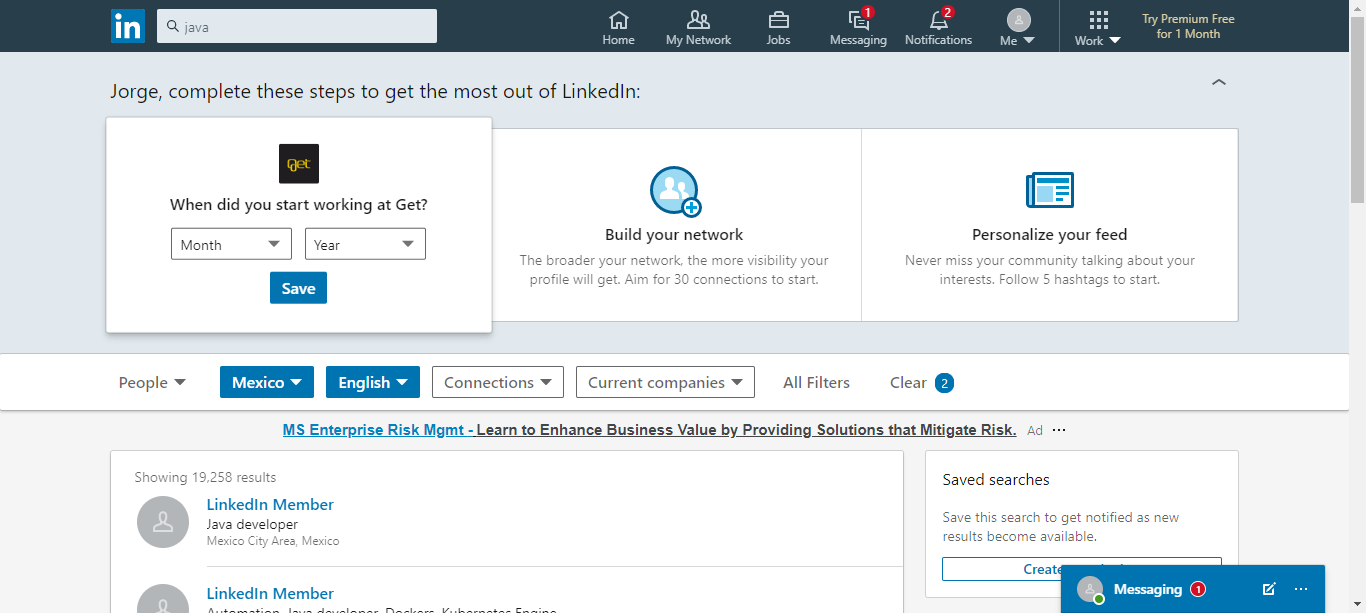 in
java
Home
My Network
Jobs
1
Messaging
2
Notifications
Me
Work
Try Premium Free
for 1 Month
Jorge, complete these steps to get the most out of LinkedIn:
get
When did you start working at Get?
Month
Year
Save
Build your network
The broader your network, the more visibility your
profile will get. Aim for 30 connections to start.
Personalize your feed
Never miss your community talking about your
interests. Follow 5 hashtags to start.
People
Mexico
English
Connections
Current companies
All Filters
Clear 2
MS Enterprise Risk Mgmt - Learn to Enhance Business Value by Providing Solutions that Mitigate Risk. Ad ...
Showing 19,258 results
LinkedIn Member
Java developer
Mexico City Area, Mexico
LinkedIn Member
Automation, Java developer, Dockers, Kubernetes Engine
Saved searches
Save this search to get notified as new
results become available.
Create
Messaging 1